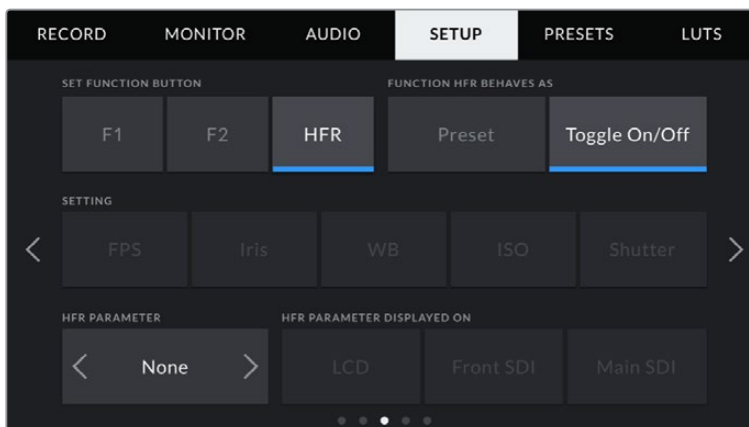 RECORD MONITOR AUDIO SETUP PRESETS LUTS
SET FUNCTION BUTTON FUNCTION HFR BEHAVES AS
F1 F2 HFR Preset Toggle On/Off
SETTING
FPS Iris WB ISO Shutter
HFR PARAMETER HFR PARAMETER DISPLAYED ON
None LCD Front SDI Main SDI